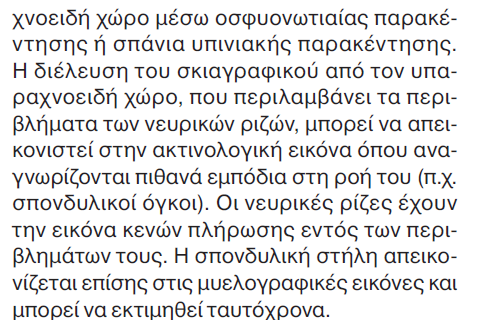 χνοειδή χώρο μέσω οσφυονωτιαίας παρακέ-
ντησης ή σπάνια υπινιακής παρακέντησης.
Η διέλευση του σκιαγραφικού από τον υπα-
ραχνοειδή χώρο, που περιλαμβάνει τα περι-
βλήματα των νευρικών ριζών, μπορεί να απει-
κονιστεί στην ακτινολογική εικόνα όπου ανα-
γνωρίζονται πιθανά εμπόδια στη ροή του (π.χ.
σπονδυλικοί όγκοι). Οι νευρικές ρίζες έχουν
την εικόνα κενών πλήρωσης εντός των περι-
βλημάτων τους. Η σπονδυλική στήλη απεικο-
νίζεται επίσης στις μυελογραφικές εικόνες και
μπορεί να εκτιμηθεί ταυτόχρονα.